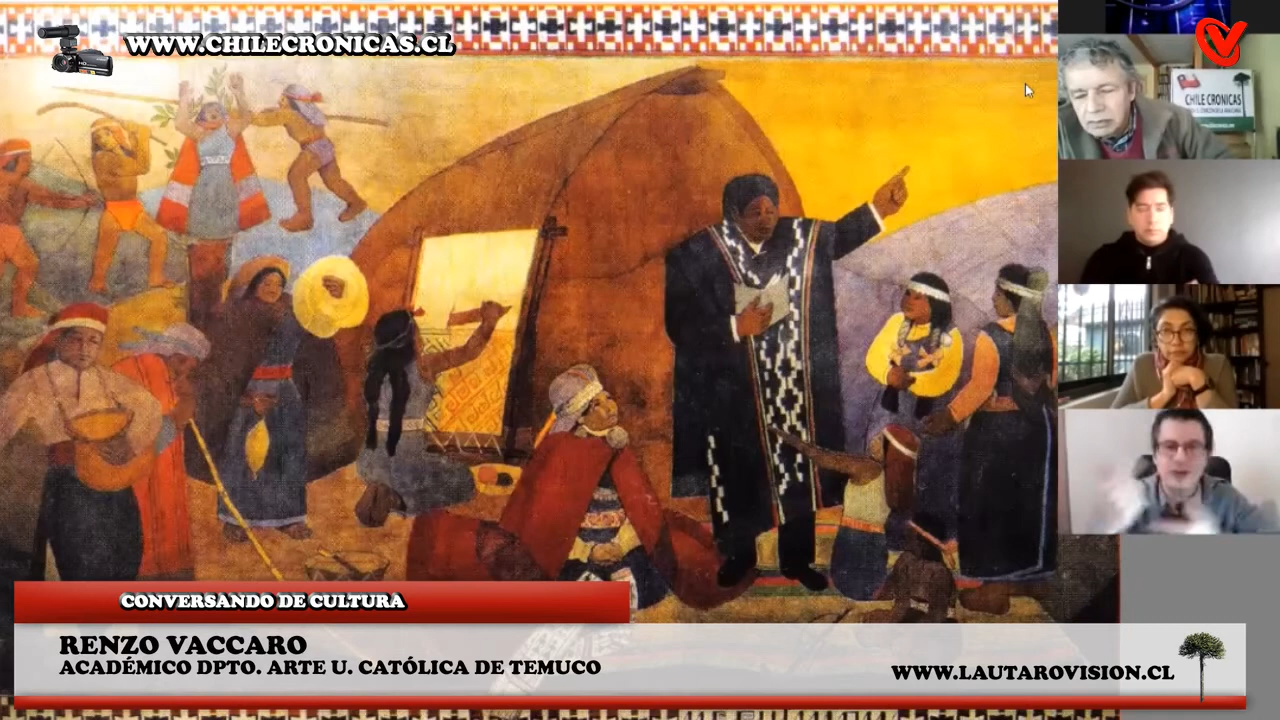 WWW.CHILECRONICAS.CL
CHILE CRONICAS
CONVERSANDO DE CULTURA
RENZO VACCARO
ACADÉMICO DPTO. ARTE U. CATÓLICA DE TEMUCO
WWW.LAUTAROVISION.CL